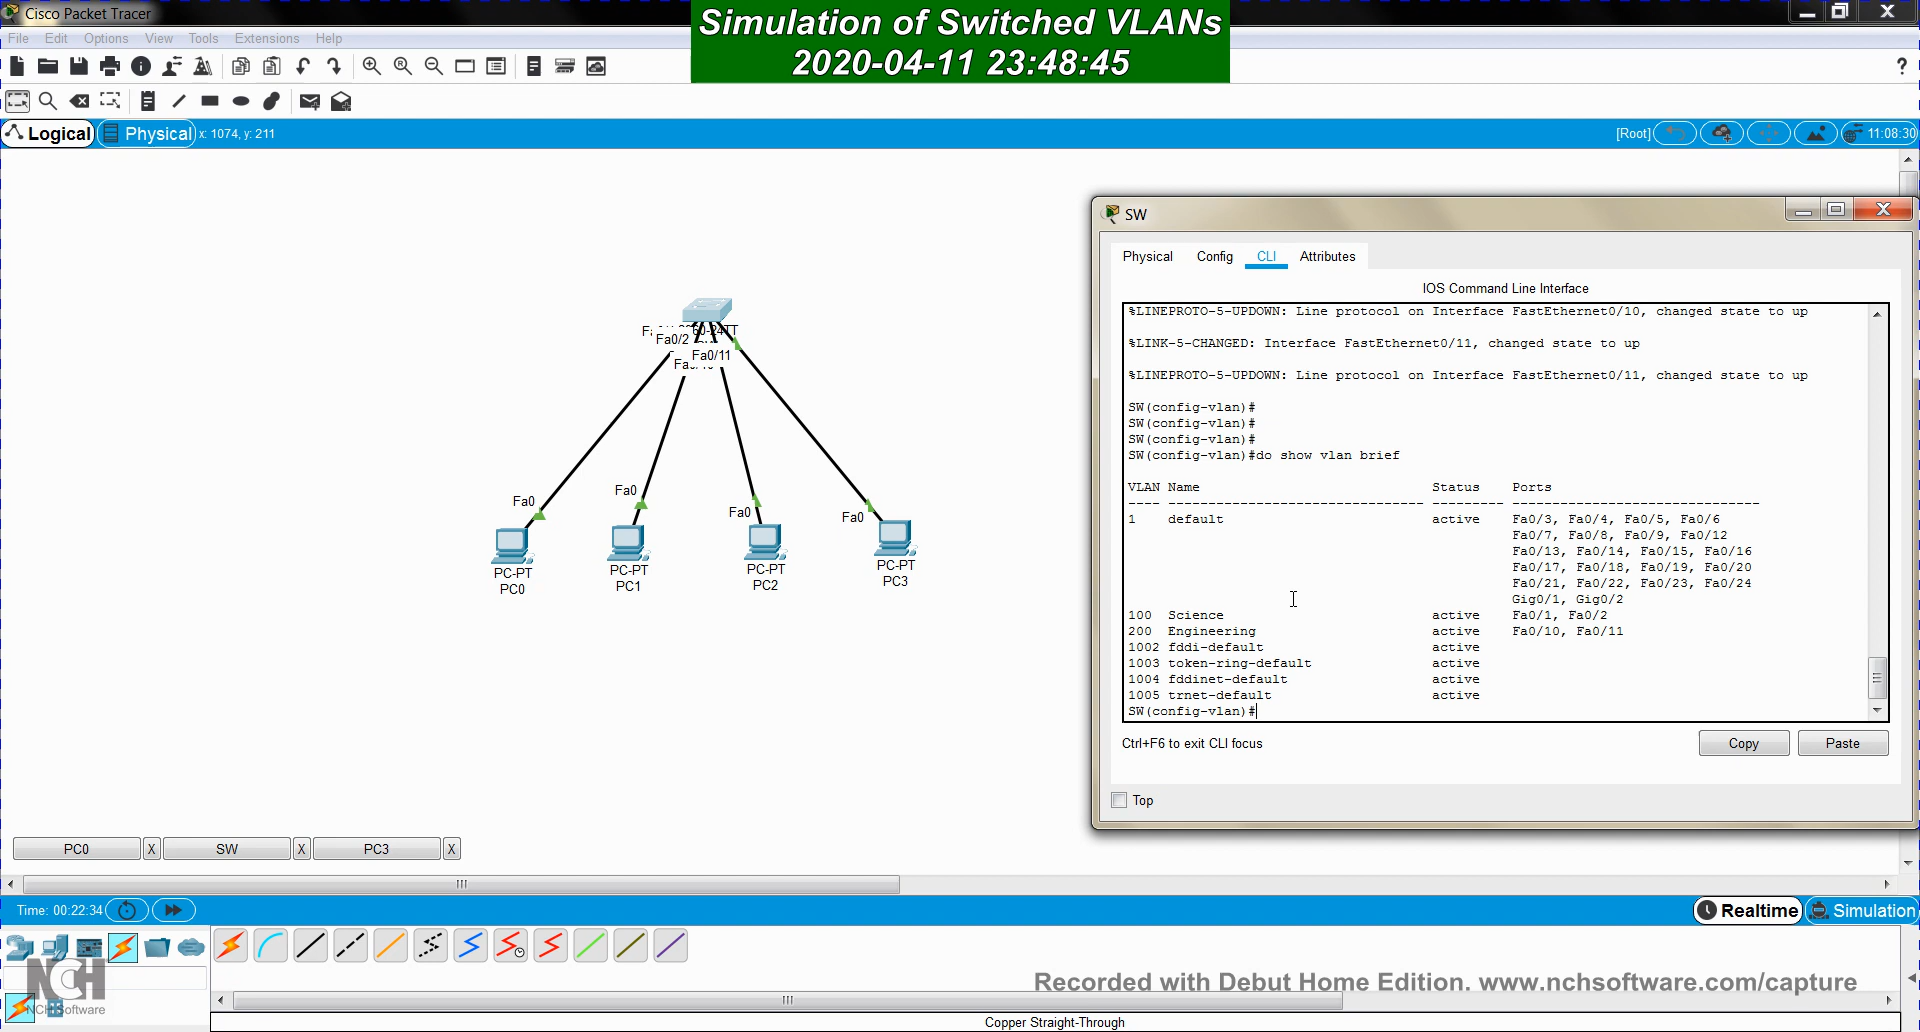 Cisco Packet Tracer
Simulation of Switched VLANs
2020-04-11 23:48:45
File Edit Options View Tools Extensions Help
Logical Physical x: 1074, y: 211
[Root] 11:08:30
SW
Physical Config CLI Attributes
IOS Command Line Interface
%LINEPROTO-5-UPDOWN: Line protocol on Interface FastEthernet0/10, changed state to up
%LINK-5-CHANGED: Interface FastEthernet0/11, changed state to up
%LINEPROTO-5-UPDOWN: Line protocol on Interface FastEthernet0/11, changed state to up
SW(config-vlan)#
SW(config-vlan)#
SW(config-vlan)#
SW(config-vlan)#do show vlan brief
VLAN Name Status Ports
---- -------------------------------- --------- -------------------------------
1 default active Fa0/3, Fa0/4, Fa0/5, Fa0/6
Fa0/7, Fa0/8, Fa0/9, Fa0/12
Fa0/13, Fa0/14, Fa0/15, Fa0/16
Fa0/17, Fa0/18, Fa0/19, Fa0/20
Fa0/21, Fa0/22, Fa0/23, Fa0/24
Gig0/1, Gig0/2
100 Science active Fa0/1, Fa0/2
200 Engineering active Fa0/10, Fa0/11
1002 fddi-default active
1003 token-ring-default active
1004 fddinet-default active
1005 trnet-default active
SW(config-vlan)#
Ctrl+F6 to exit CLI focus
Copy Paste
Top
Fa0/2
Fa0/11
Fa0
Fa0
Fa0
Fa0
PC-PT
PC0
PC-PT
PC1
PC-PT
PC2
PC-PT
PC3
PC0 X SW X PC3 X
Time: 00:22:34
Realtime Simulation
NCH
NCH Software
Recorded with Debut Home Edition. www.nchsoftware.com/capture
Copper Straight-Through